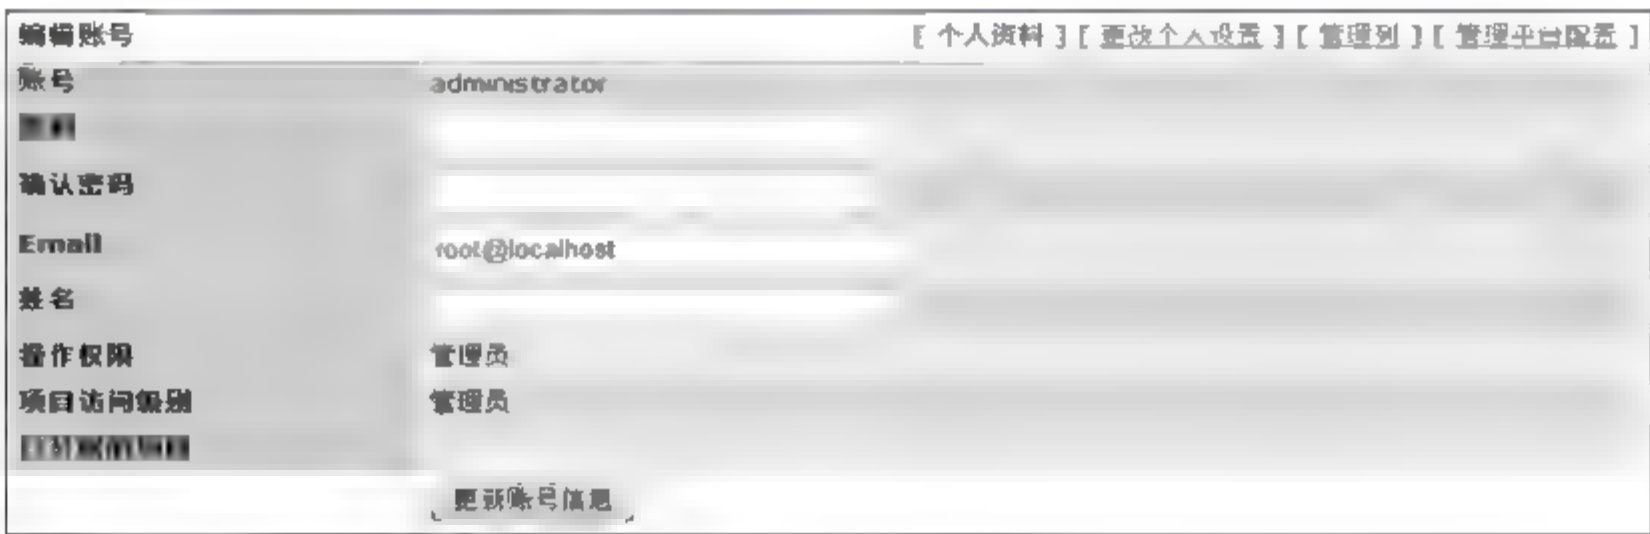 编辑账号 [ 个人资料 ] [ 更改个人设置 ] [ 管理列 ] [ 管理平台配置 ]
账号 administrator
确认密码
Email root@localhost
姓名
操作权限 管理员
项目访问级别 管理员
更新账号信息